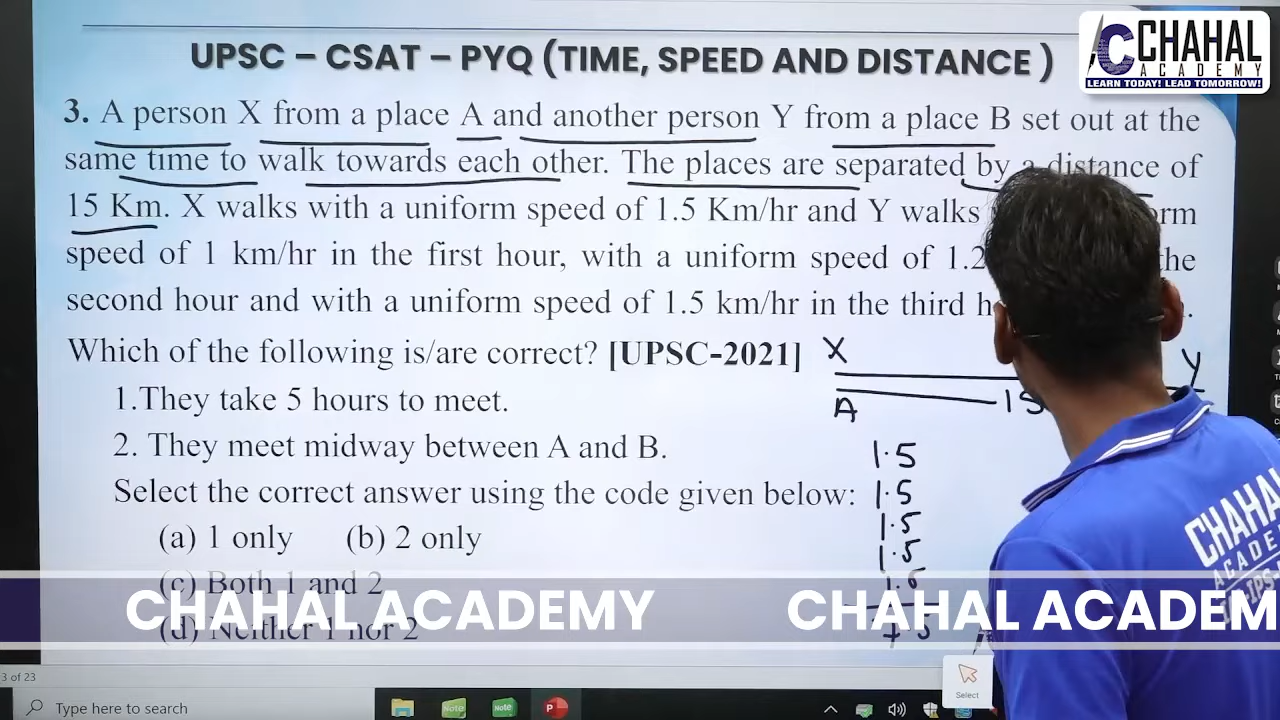 UPSC – CSAT – PYQ (TIME, SPEED AND DISTANCE )
CHAHAL
ACADEMY
LEARN TODAY! LEAD TOMORROW!
3. A person X from a place A and another person Y from a place B set out at the
same time to walk towards each other. The places are separated by a distance of
15 Km. X walks with a uniform speed of 1.5 Km/hr and Y walks
speed of 1 km/hr in the first hour, with a uniform speed of 1.2 the
second hour and with a uniform speed of 1.5 km/hr in the third
Which of the following is/are correct? [UPSC-2021]
X Y
A 15
1.They take 5 hours to meet.
2. They meet midway between A and B.
Select the correct answer using the code given below:
(a) 1 only (b) 2 only
(c) Both 1 and 2
(d) Neither 1 nor 2
1.5
1.5
1.5
1.5
1.5
7.5
CHAHAL ACADEMY CHAHAL ACADEM
CHAHAL
ACADE
3 of 23
Select
Type here to search